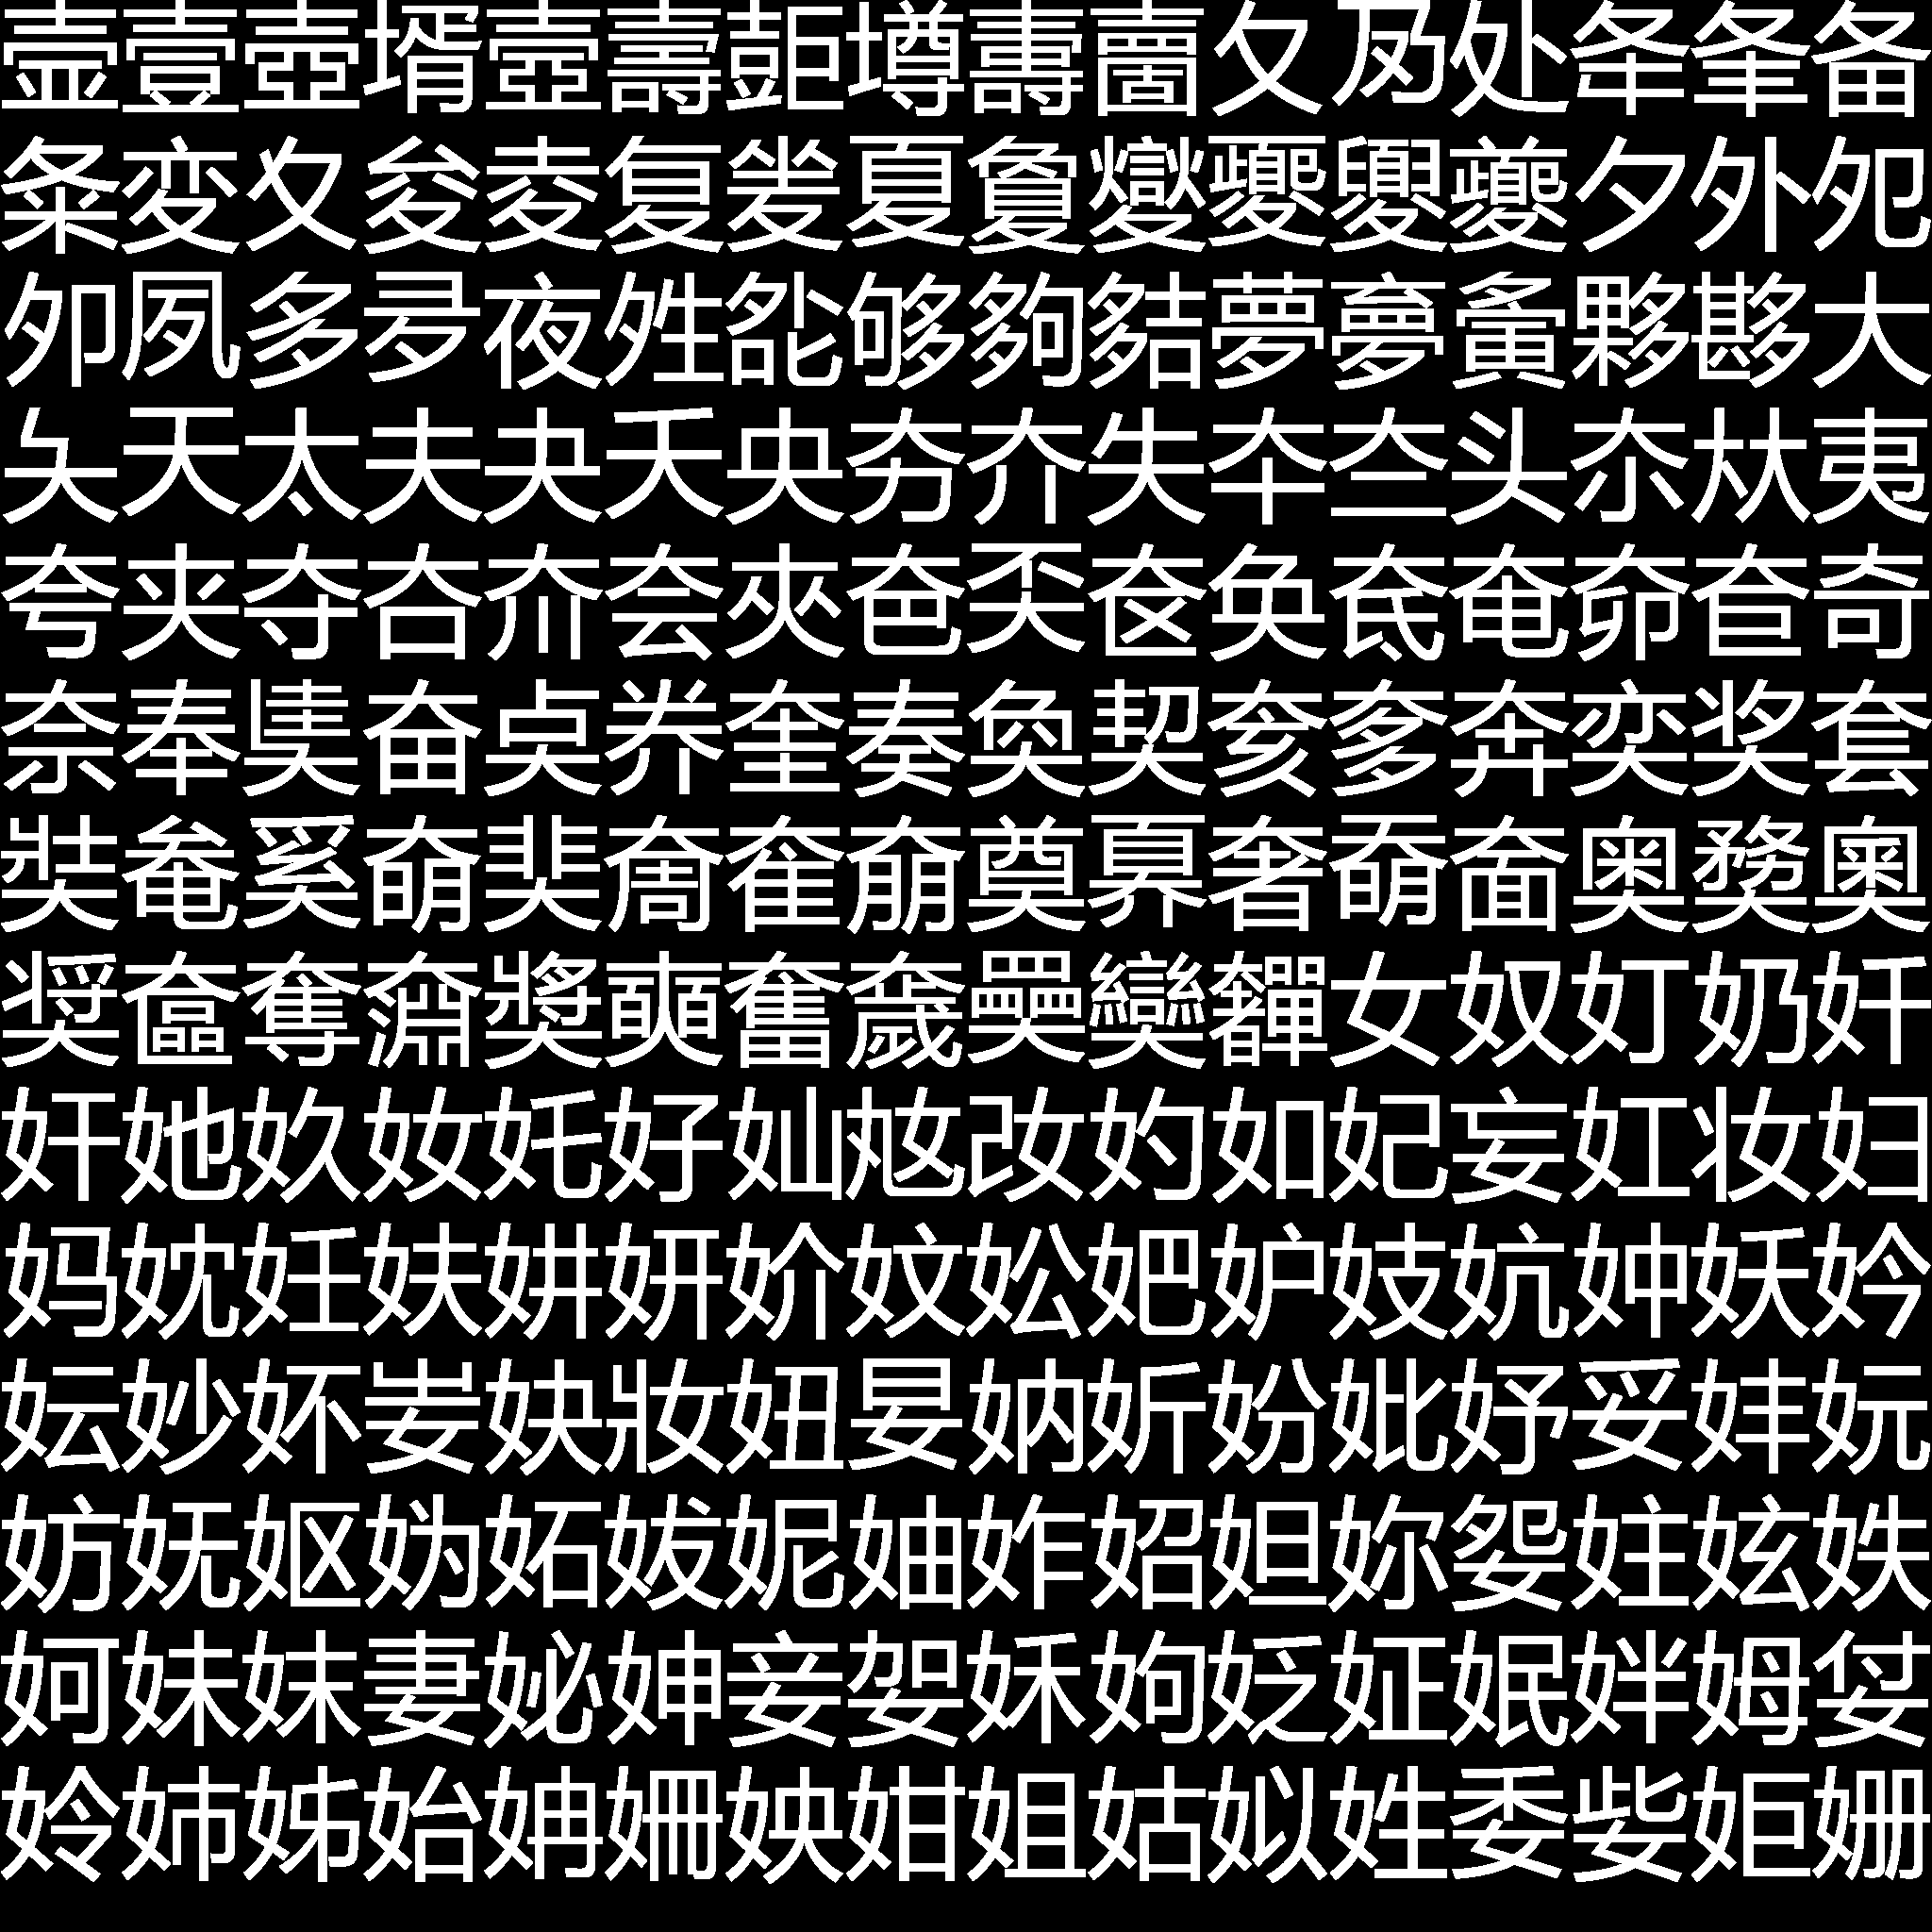 壸壹壺壻壼壽壾壿夀夁夂夃处夅夆备
夈変夊夋夌复夎夏夐夑夒夓夔夕外夗
夘夙多夛夜夝夞够夠夡夢夣夤夥夦大
夨天太夫夬夭央夯夰失夲夳头夵夶夷
夸夹夺夻夼夽夾夿奀奁奂奃奄奅奆奇
奈奉奊奋奌奍奎奏奐契奒奓奔奕奖套
奘奙奚奛奜奝奞奟奠奡奢奣奤奥奦奧
奨奩奪奫奬奭奮奯奰奱奲女奴奵奶奷
奸她奺奻奼好奾奿妀妁如妃妄妅妆妇
妈妉妊妋妌妍妎妏妐妑妒妓妔妕妖妗
妘妙妚妛妜妝妞妟妠妡妢妣妤妥妦妧
妨妩妪妫妬妭妮妯妰妱妲妳妴妵妶妷
妸妹妺妻妼妽妾妿姀姁姂姃姄姅姆姇
姈姉姊始姌姍姎姏姐姑姒姓委姕姖姗